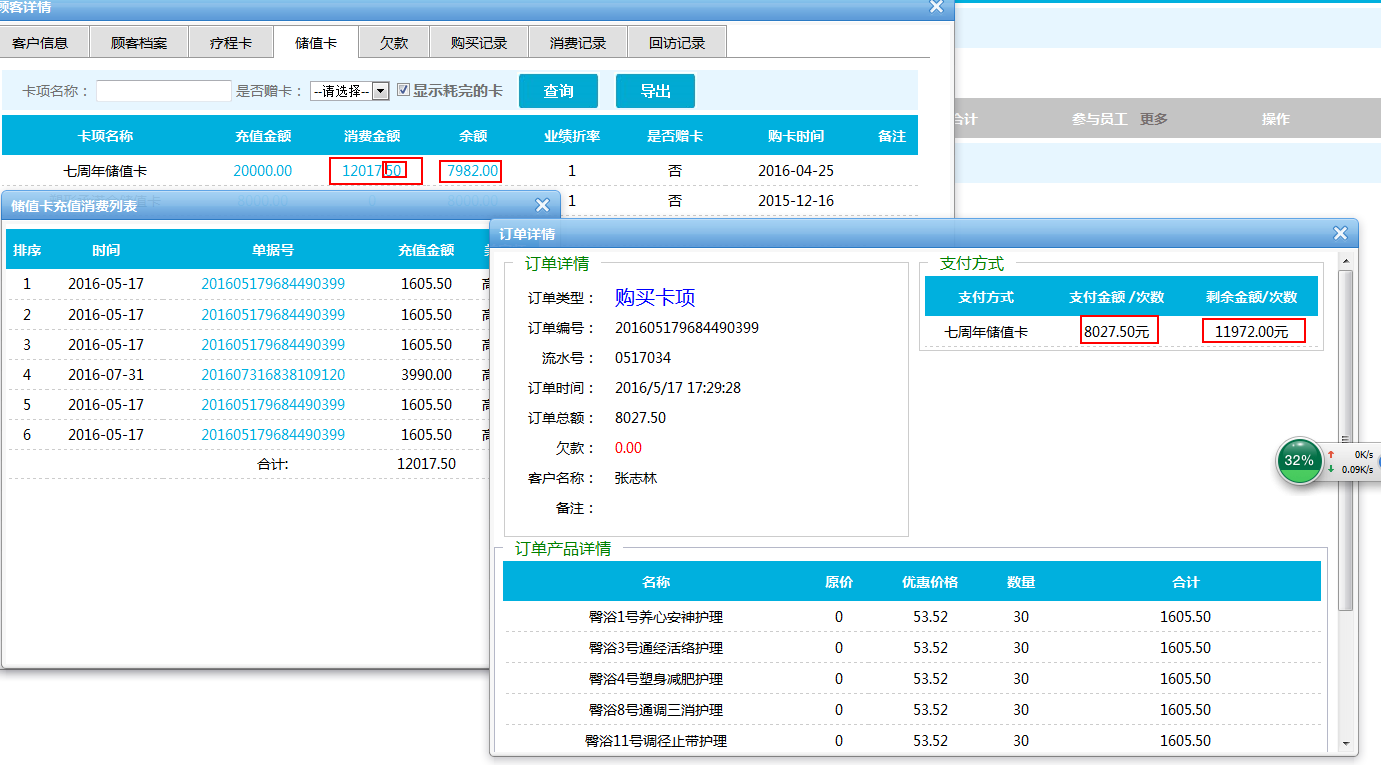 顾客详情
客户信息 顾客档案 疗程卡 储值卡 欠款 购买记录 消费记录 回访记录
卡项名称： 是否赠卡： --请选择-- 显示耗完的卡 查询 导出
合计 参与员工 更多 操作
卡项名称 充值金额 消费金额 余额 业绩折率 是否赠卡 购卡时间 备注
七周年储值卡 20000.00 12017.50 7982.00 1 否 2016-04-25
8000.00 0 8000.00 1 否 2015-12-16
储值卡充值消费列表
排序 时间 单据号 充值金额
1 2016-05-17 201605179684490399 1605.50
2 2016-05-17 201605179684490399 1605.50
3 2016-05-17 201605179684490399 1605.50
4 2016-07-31 201607316838109120 3990.00
5 2016-05-17 201605179684490399 1605.50
6 2016-05-17 201605179684490399 1605.50
合计: 12017.50
订单详情
订单详情
订单类型： 购买卡项
订单编号： 201605179684490399
流水号： 0517034
订单时间： 2016/5/17 17:29:28
订单总额： 8027.50
欠款： 0.00
客户名称： 张志林
备注：
支付方式
支付方式 支付金额 /次数 剩余金额/次数
七周年储值卡 8027.50元 11972.00元
订单产品详情
名称 原价 优惠价格 数量 合计
臀浴1号养心安神护理 0 53.52 30 1605.50
臀浴3号通经活络护理 0 53.52 30 1605.50
臀浴4号塑身减肥护理 0 53.52 30 1605.50
臀浴8号通调三消护理 0 53.52 30 1605.50
臀浴11号调径止带护理 0 53.52 30 1605.50
32%
0K/s
0.09K/s